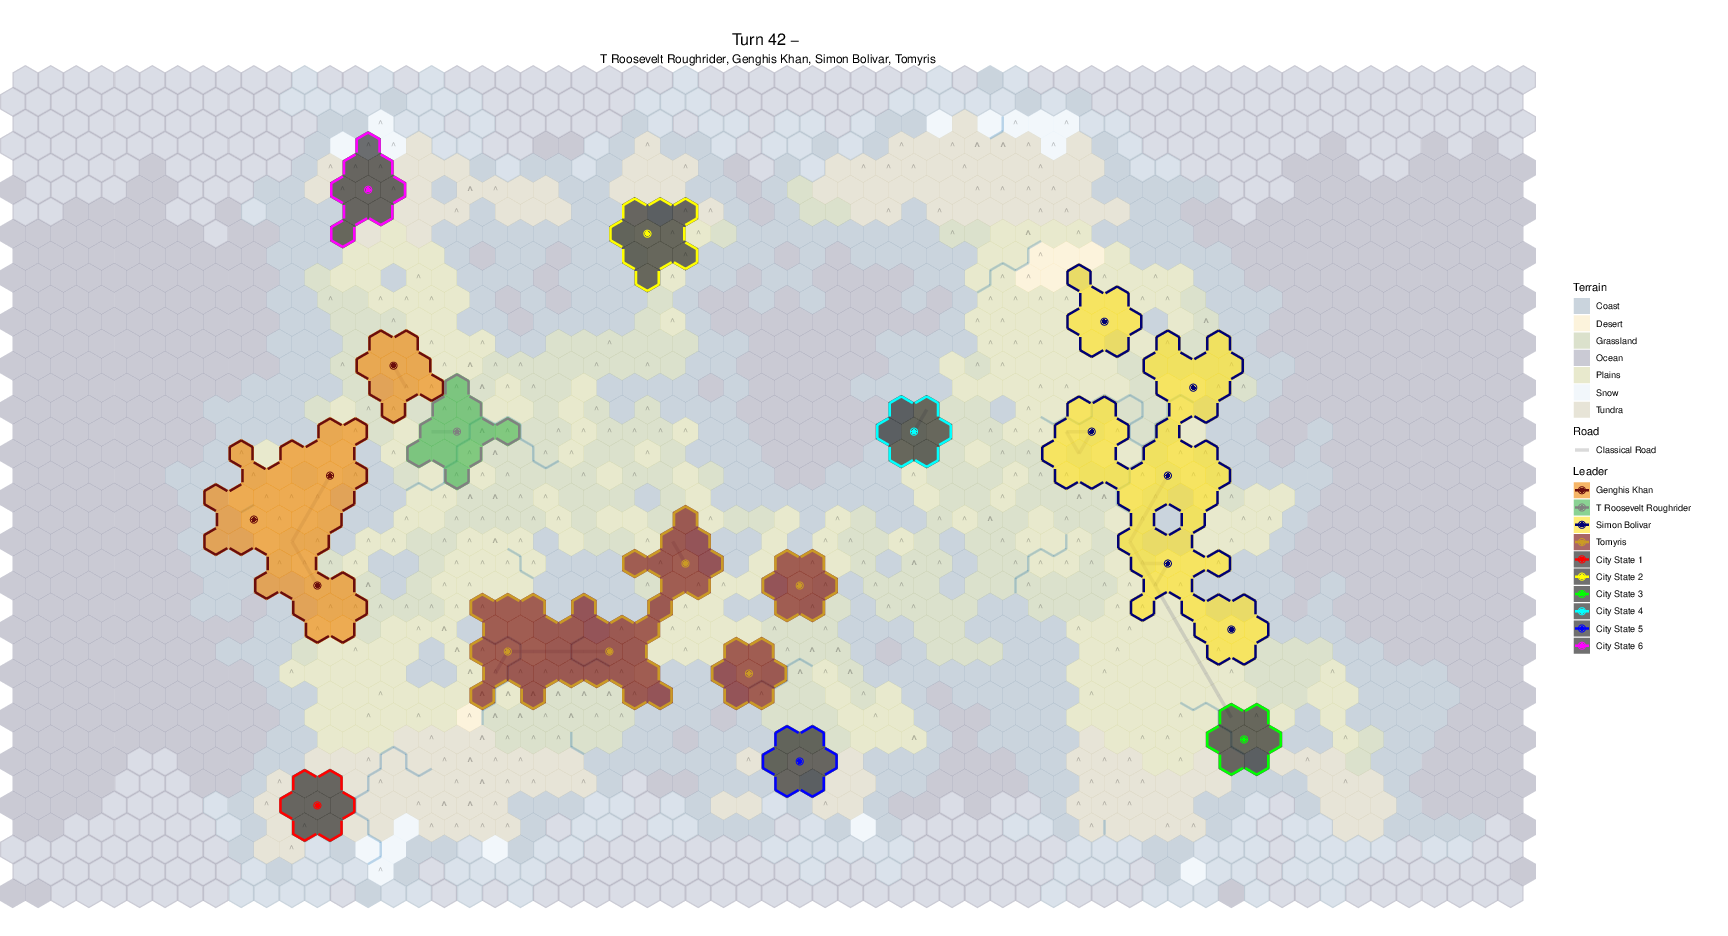 Turn 42 –
T Roosevelt Roughrider, Genghis Khan, Simon Bolivar, Tomyris
Terrain
Coast
Desert
Grassland
Ocean
Plains
Snow
Tundra
Road
Classical Road
Leader
Genghis Khan
T Roosevelt Roughrider
Simon Bolivar
Tomyris
City State 1
City State 2
City State 3
City State 4
City State 5
City State 6